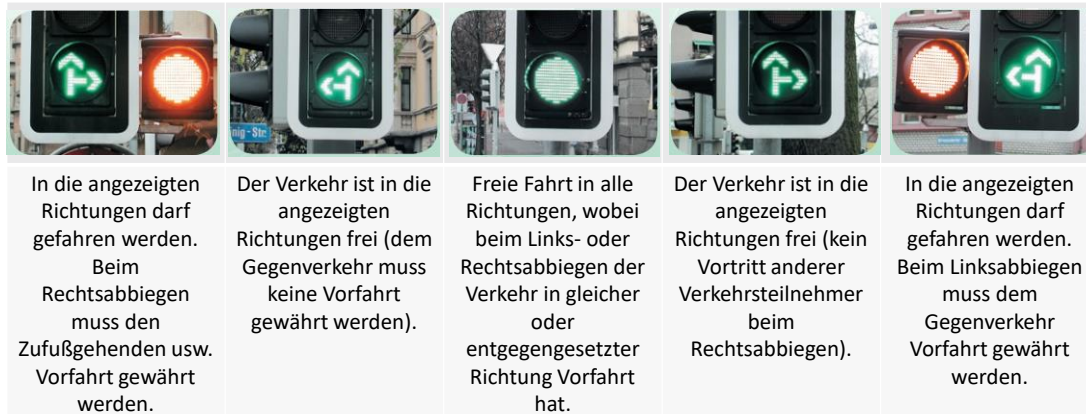 nig-Str.
In die angezeigten
Richtungen darf
gefahren werden.
Beim
Rechtsabbiegen
muss den
Zufußgehenden usw.
Vorfahrt gewährt
werden.
Der Verkehr ist in die
angezeigten
Richtungen frei (dem
Gegenverkehr muss
keine Vorfahrt
gewährt werden).
Freie Fahrt in alle
Richtungen, wobei
beim Links- oder
Rechtsabbiegen der
Verkehr in gleicher
oder
entgegengesetzter
Richtung Vorfahrt
hat.
Der Verkehr ist in die
angezeigten
Richtungen frei (kein
Vortritt anderer
Verkehrsteilnehmer
beim
Rechtsabbiegen).
In die angezeigten
Richtungen darf
gefahren werden.
Beim Linksabbiegen
muss dem
Gegenverkehr
Vorfahrt gewährt
werden.